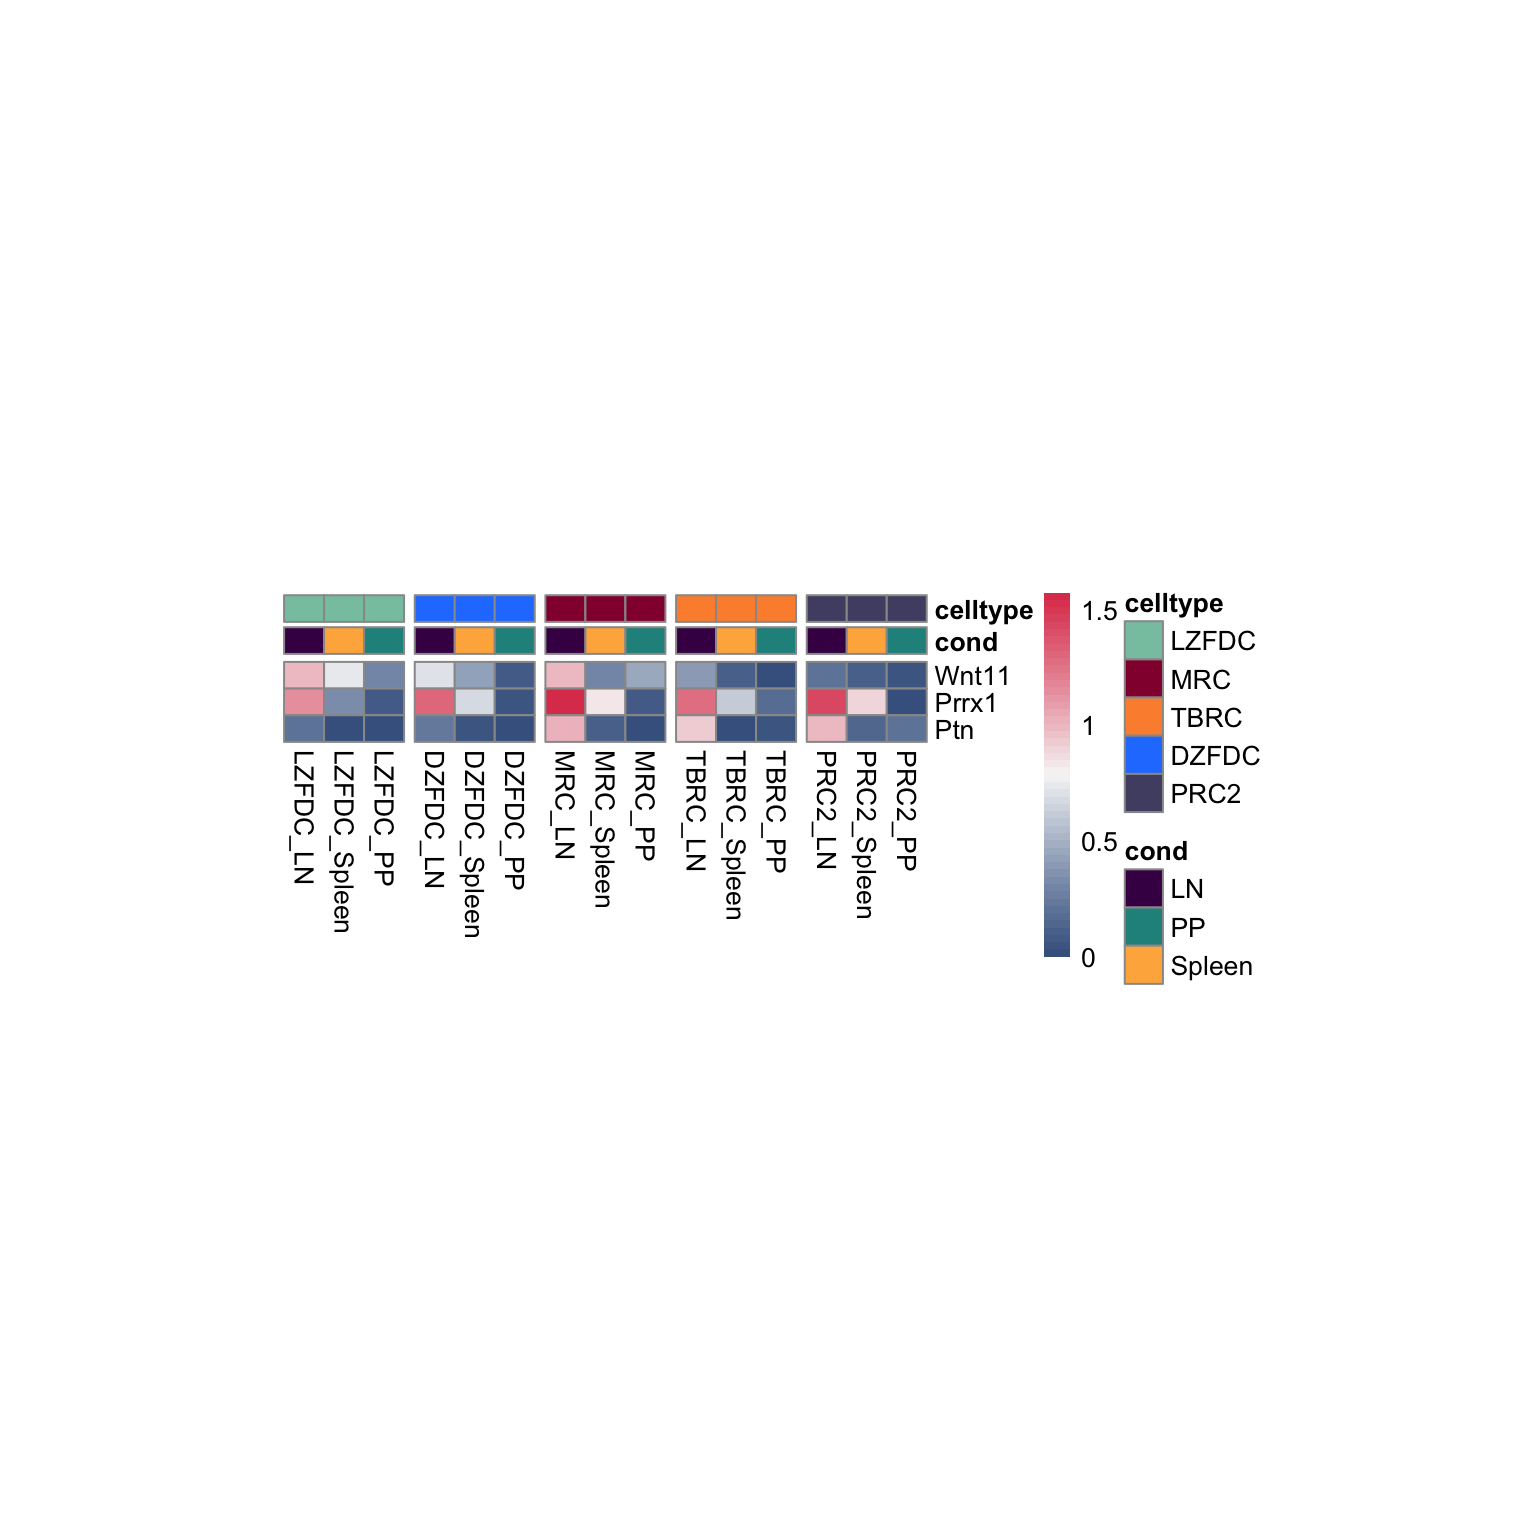 celltype
cond
Wnt11
Prrx1
Ptn
LZFDC_LN
LZFDC_Spleen
LZFDC_PP
DZFDC_LN
DZFDC_Spleen
DZFDC_PP
MRC_LN
MRC_Spleen
MRC_PP
TBRC_LN
TBRC_Spleen
TBRC_PP
PRC2_LN
PRC2_Spleen
PRC2_PP
1.5
1
0.5
0
celltype
LZFDC
MRC
TBRC
DZFDC
PRC2
cond
LN
PP
Spleen